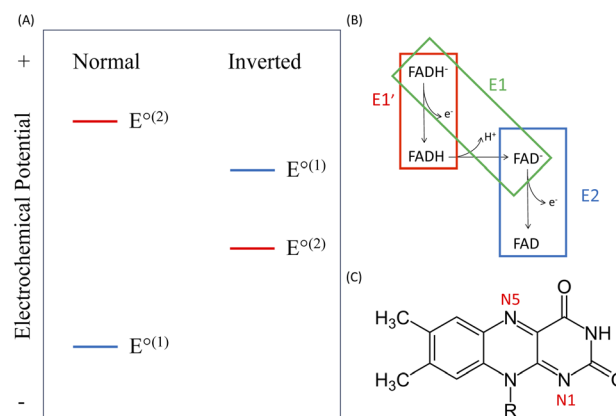 (A)
+
Normal
Inverted
E°⁽²⁾
E°⁽¹⁾
E°⁽²⁾
E°⁽¹⁾
-
Electrochemical Potential
(B)
FADH⁻
E1
E1′
e⁻
H⁺
FADH
FAD⁻
e⁻
E2
FAD
(C)
O
N5
H₃C
N
NH
H₃C
N
N
O
R
N1